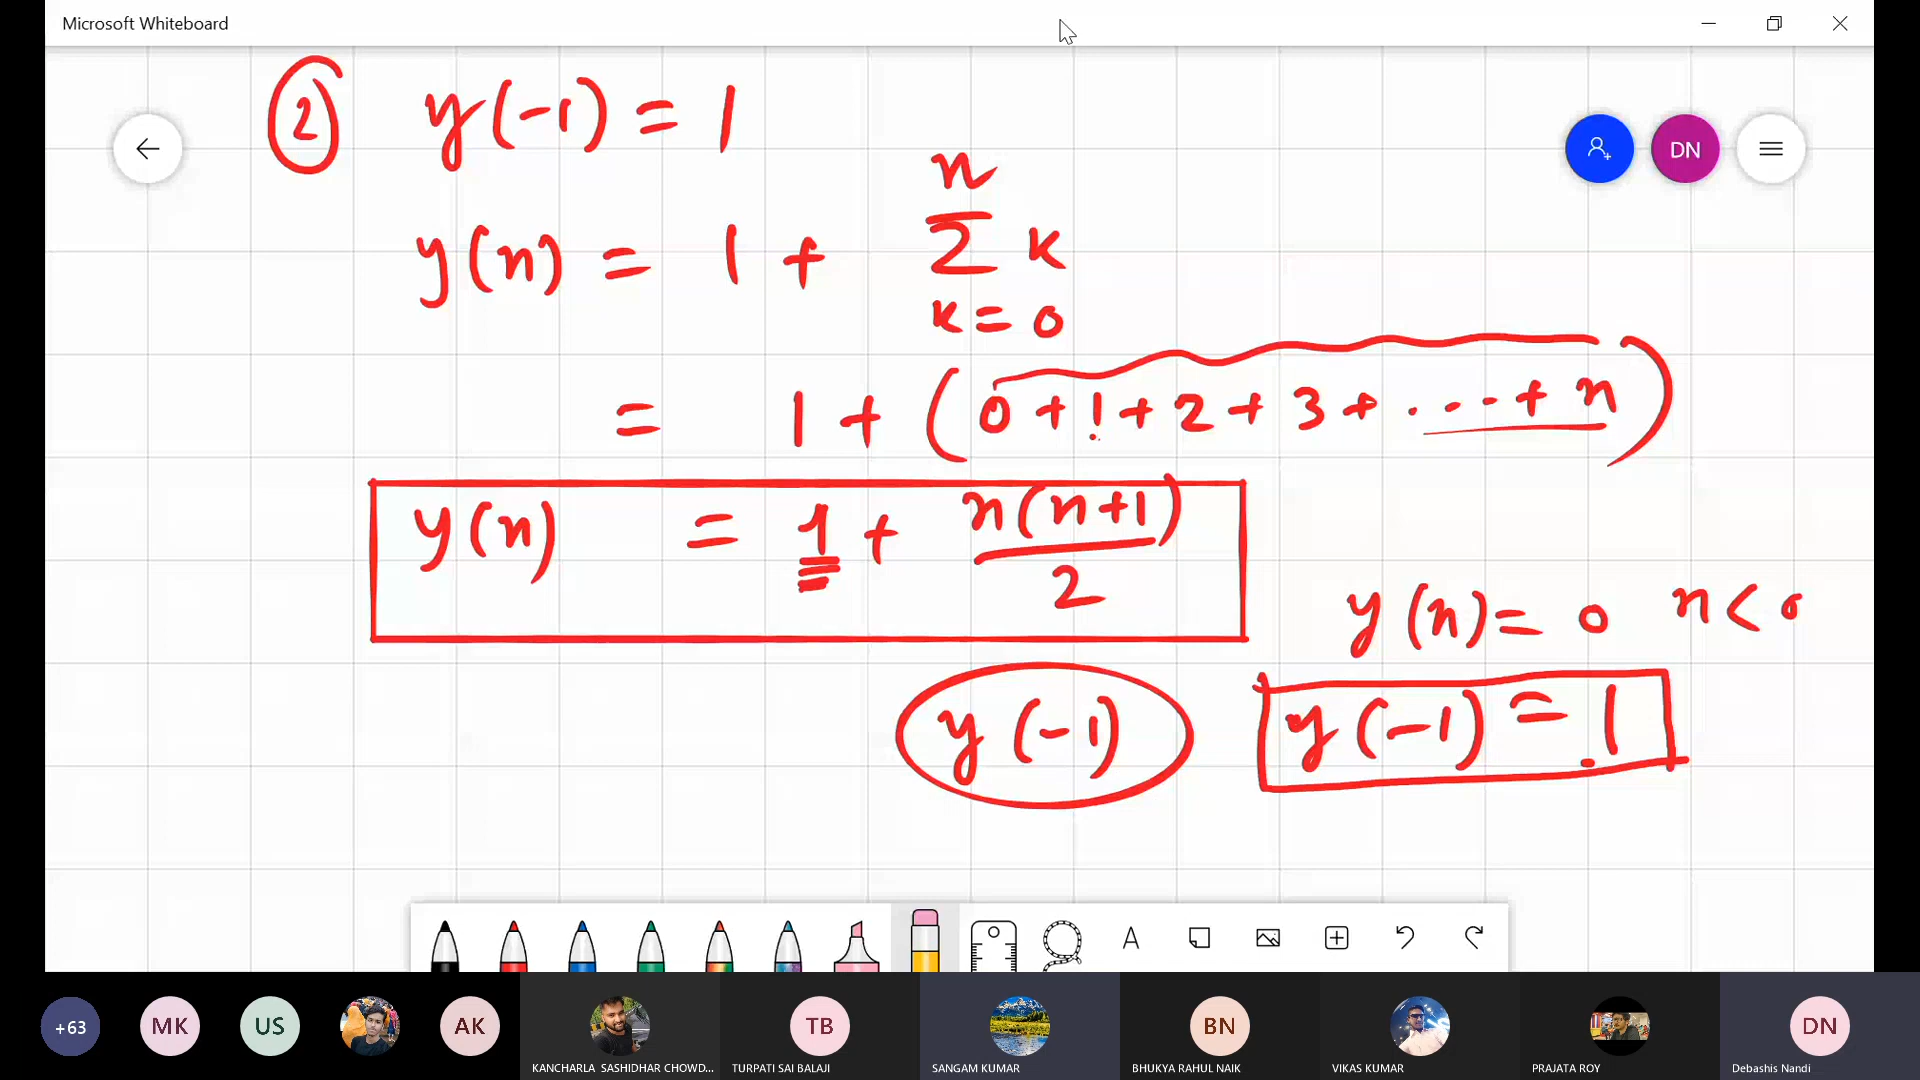 Microsoft Whiteboard
② y(-1) = 1
DN
n
y(n) = 1 + Σ k
k = 0
= 1 + (0 + 1 + 2 + 3 + ....+ n)
y(n) = 1 + n(n+1)
2
y(n) = 0 n < 0
y(-1) y(-1) = 1
A
+63 MK US AK TB BN DN
KANCHARLA SASHIDHAR CHOWD... TURPATI SAI BALAJI SANGAM KUMAR BHUKYA RAHUL NAIK VIKAS KUMAR PRAJATA ROY Debashis Nandi